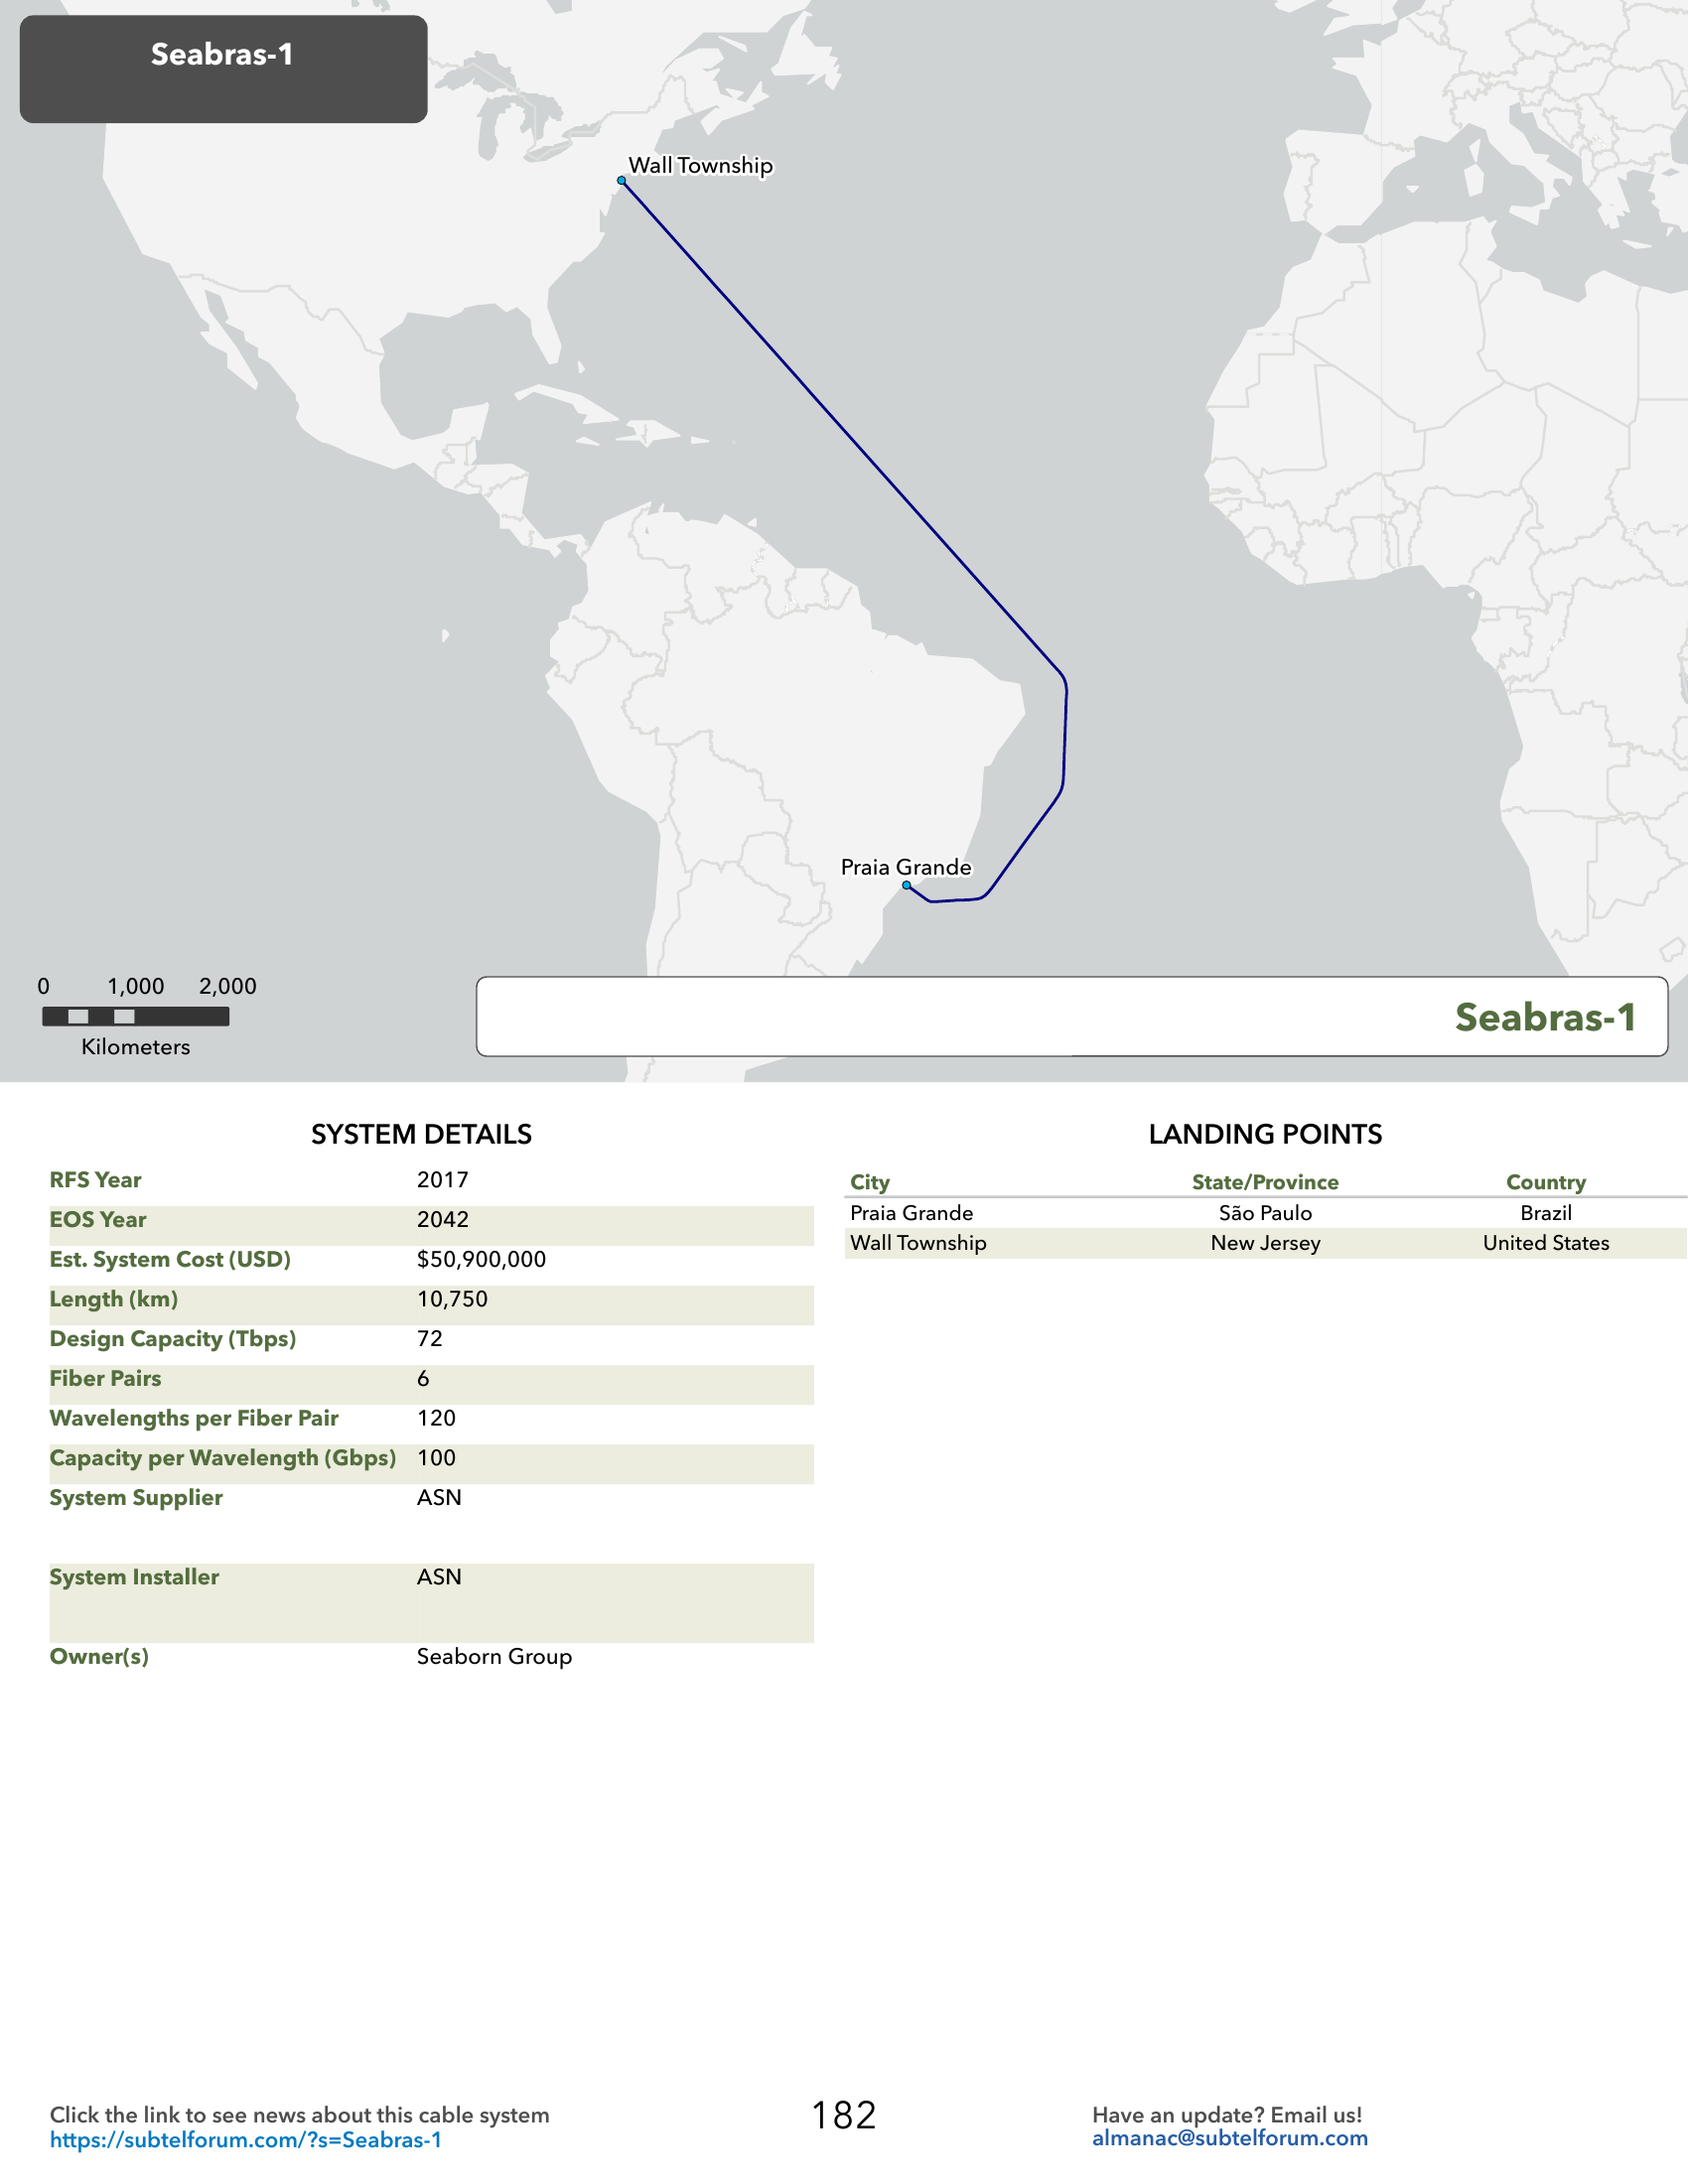 Seabras-1
Wall Township
Praia Grande
0 1,000 2,000
Kilometers
Seabras-1
SYSTEM DETAILS
RFS Year 2017
EOS Year 2042
Est. System Cost (USD) $50,900,000
Length (km) 10,750
Design Capacity (Tbps) 72
Fiber Pairs 6
Wavelengths per Fiber Pair 120
Capacity per Wavelength (Gbps) 100
System Supplier ASN
System Installer ASN
Owner(s) Seaborn Group
LANDING POINTS
City State/Province Country
Praia Grande São Paulo Brazil
Wall Township New Jersey United States
Click the link to see news about this cable system
https://subtelforum.com/?s=Seabras-1
182
Have an update? Email us!
almanac@subtelforum.com